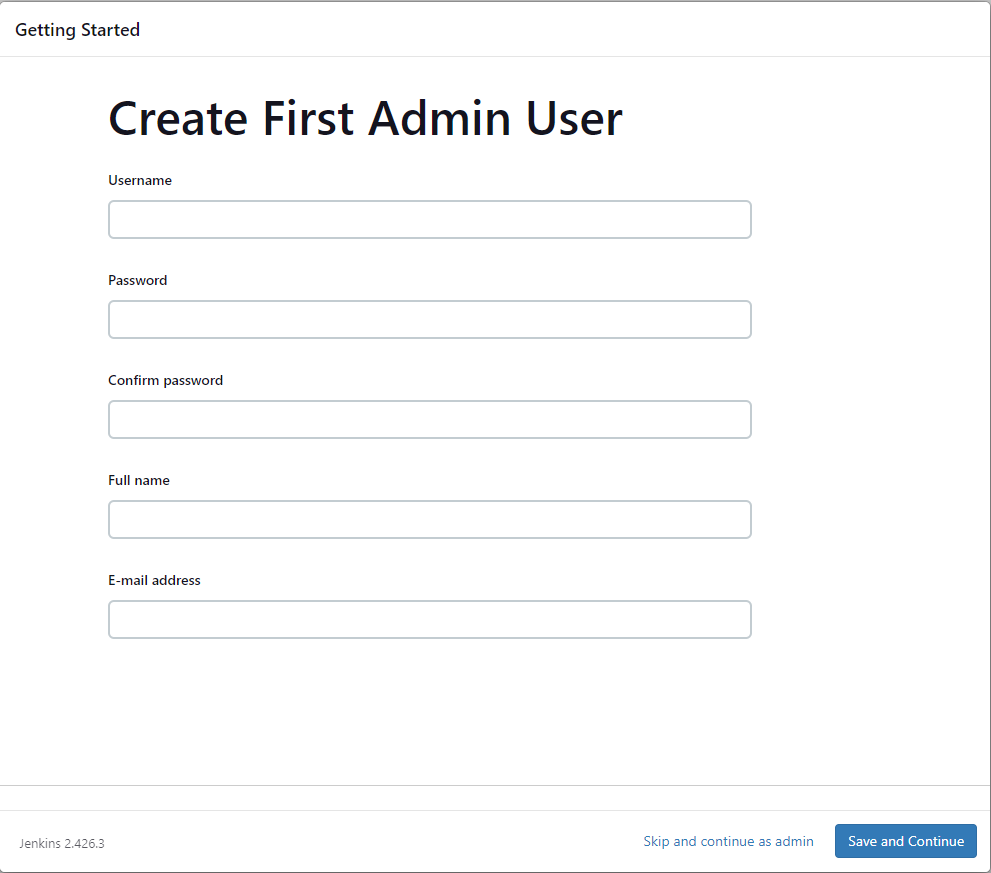 Getting Started
Create First Admin User
Username
Password
Confirm password
Full name
E-mail address
Jenkins 2.426.3
Skip and continue as admin
Save and Continue